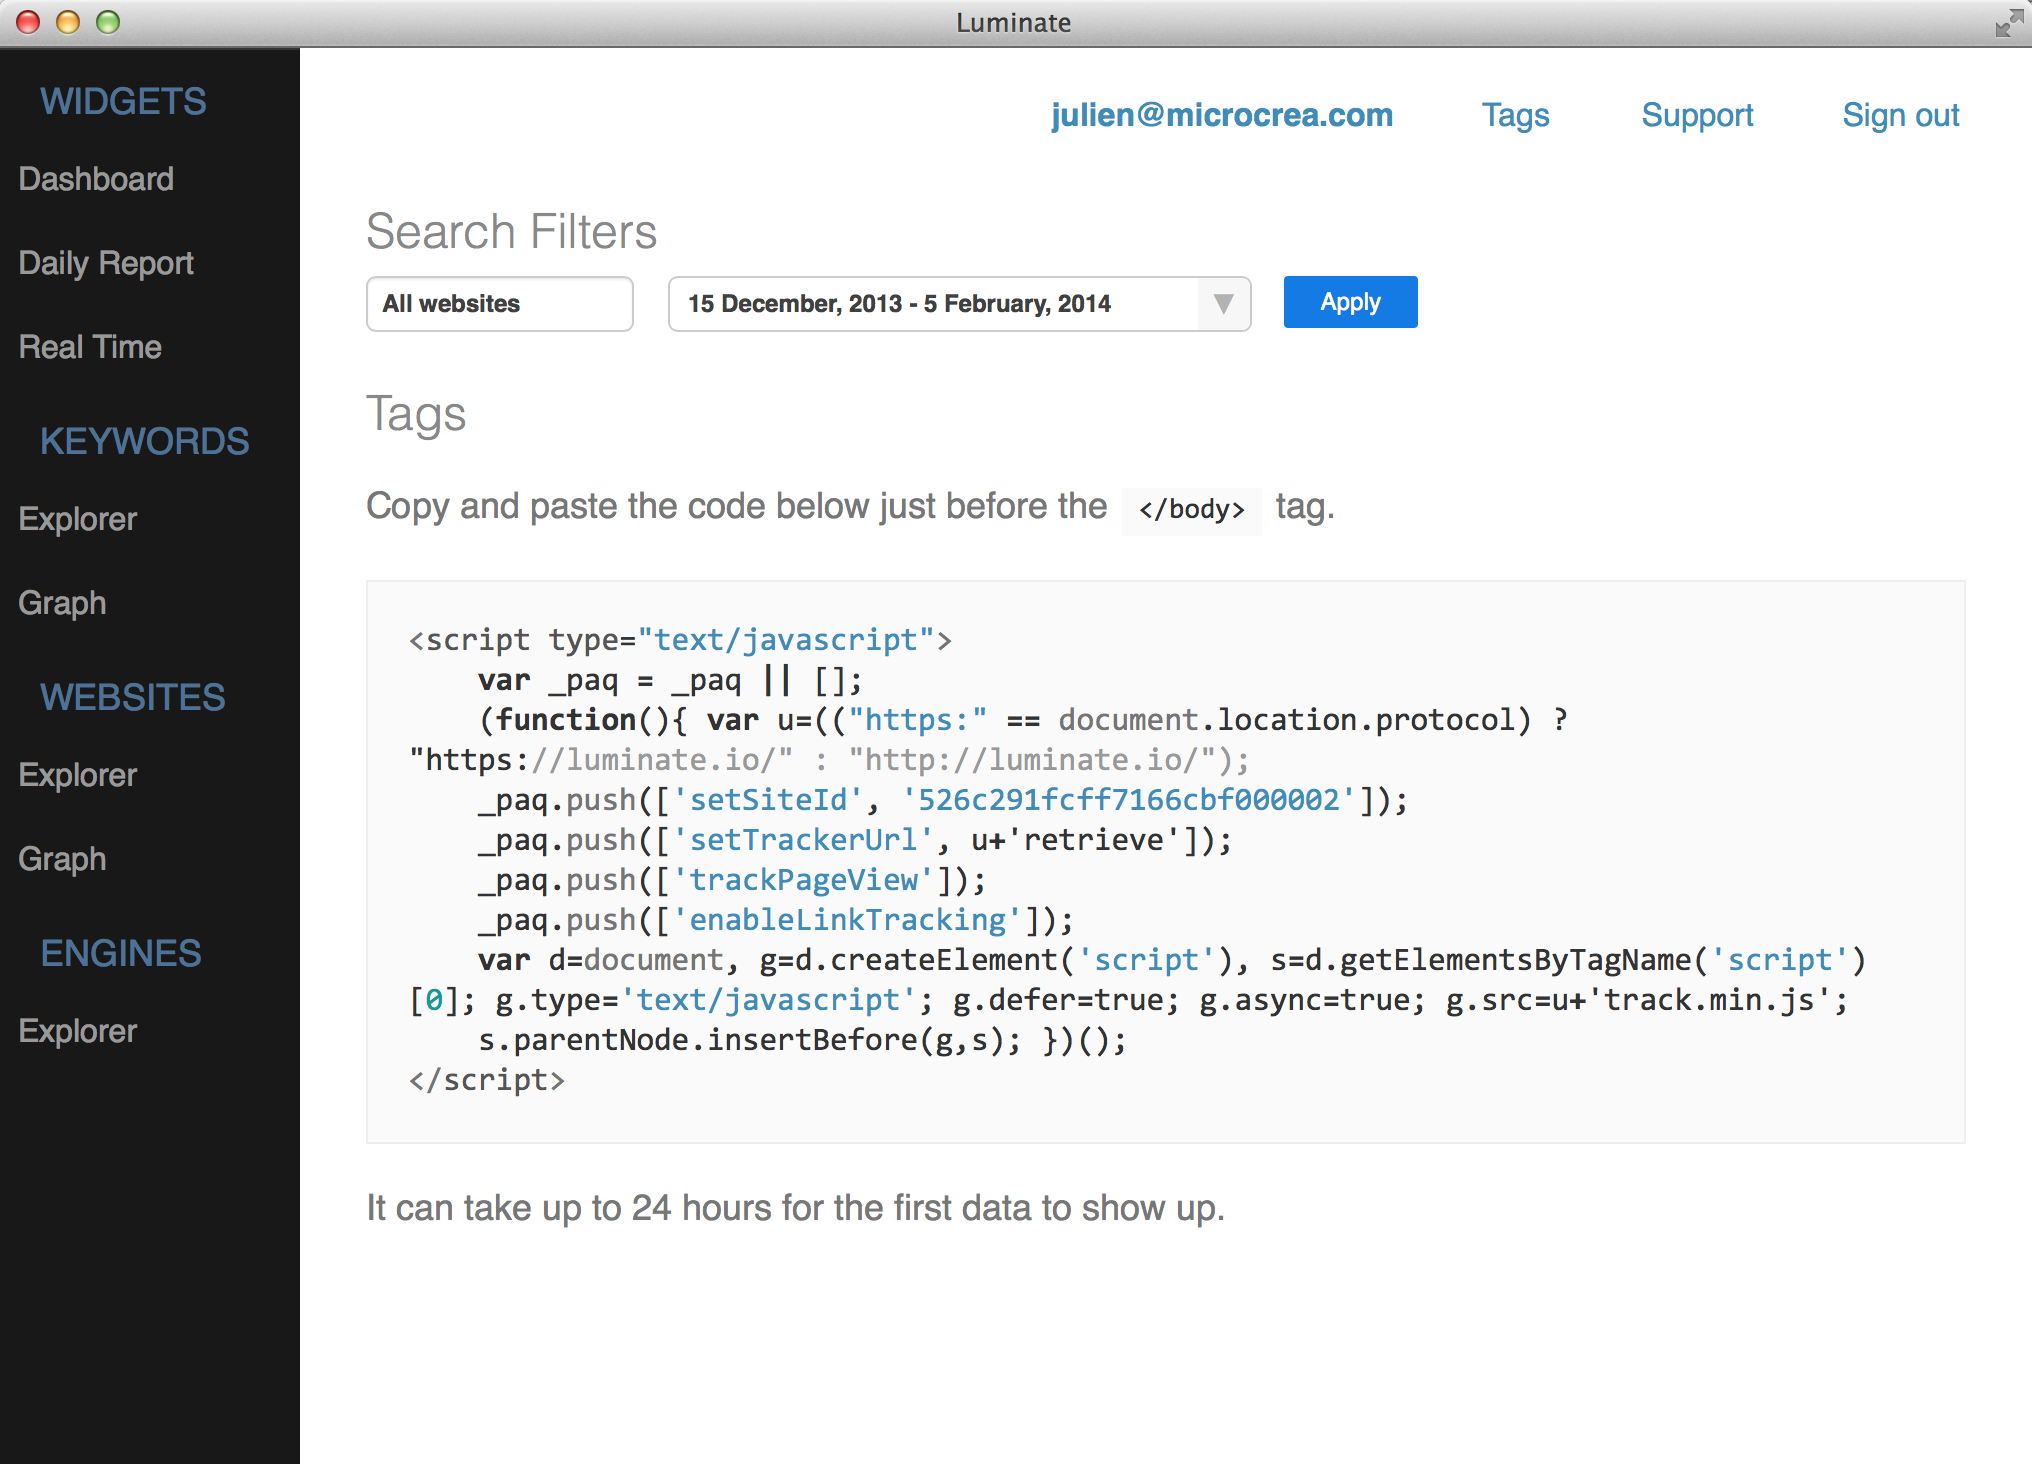 Luminate
WIDGETS
Dashboard
Daily Report
Real Time
KEYWORDS
Explorer
Graph
WEBSITES
Explorer
Graph
ENGINES
Explorer
julien@microcrea.com Tags Support Sign out
Search Filters
All websites 15 December, 2013 - 5 February, 2014 Apply
Tags
Copy and paste the code below just before the </body> tag.
<script type="text/javascript">
    var _paq = _paq || [];
    (function(){ var u=(("https:" == document.location.protocol) ?
"https://luminate.io/" : "http://luminate.io/");
    _paq.push(['setSiteId', '526c291fcff7166cbf000002']);
    _paq.push(['setTrackerUrl', u+'retrieve']);
    _paq.push(['trackPageView']);
    _paq.push(['enableLinkTracking']);
    var d=document, g=d.createElement('script'), s=d.getElementsByTagName('script')
[0]; g.type='text/javascript'; g.defer=true; g.async=true; g.src=u+'track.min.js';
    s.parentNode.insertBefore(g,s); })();
</script>
It can take up to 24 hours for the first data to show up.